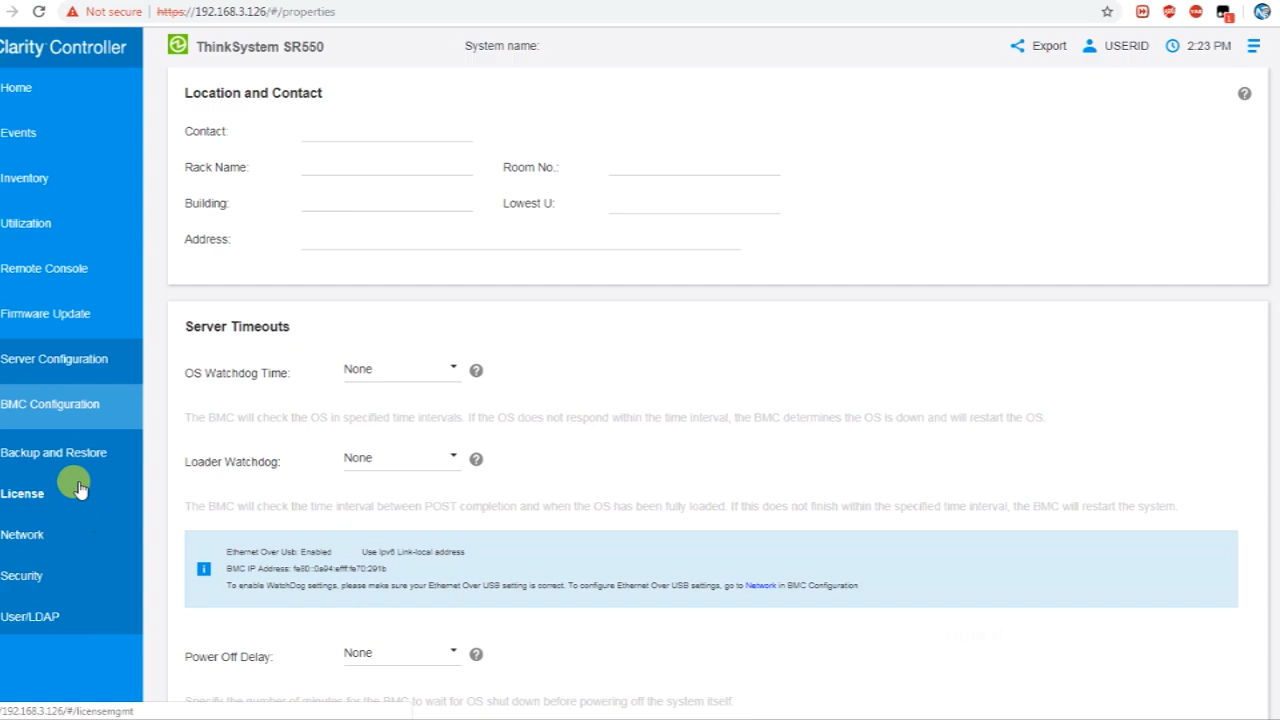 Not secure
https://192.168.3.126/#/properties
1
Clarity Controller
ThinkSystem SR550
System name:
Export
USERID
2:23 PM
Home
Events
Inventory
Utilization
Remote Console
Firmware Update
Server Configuration
BMC Configuration
Backup and Restore
License
Network
Security
User/LDAP
Location and Contact
Contact:
Rack Name:
Room No.:
Building:
Lowest U:
Address:
Server Timeouts
OS Watchdog Time:
None
The BMC will check the OS in specified time intervals. If the OS does not respond within the time interval, the BMC determines the OS is down and will restart the OS.
Loader Watchdog:
None
The BMC will check the time interval between POST completion and when the OS has been fully loaded. If this does not finish within the specified time interval, the BMC will restart the system.
Ethernet Over Usb: Enabled Use Ipv6 Link-local address
BMC IP Address: fe80::0a94:efff:fe70:291b
To enable WatchDog settings, please make sure your Ethernet Over USB setting is correct. To configure Ethernet Over USB settings, go to Network in BMC Configuration
Power Off Delay:
None
Specify the number of minutes for the BMC to wait for OS shut down before powering off the system itself.
/192.168.3.126/#/licensemgmt